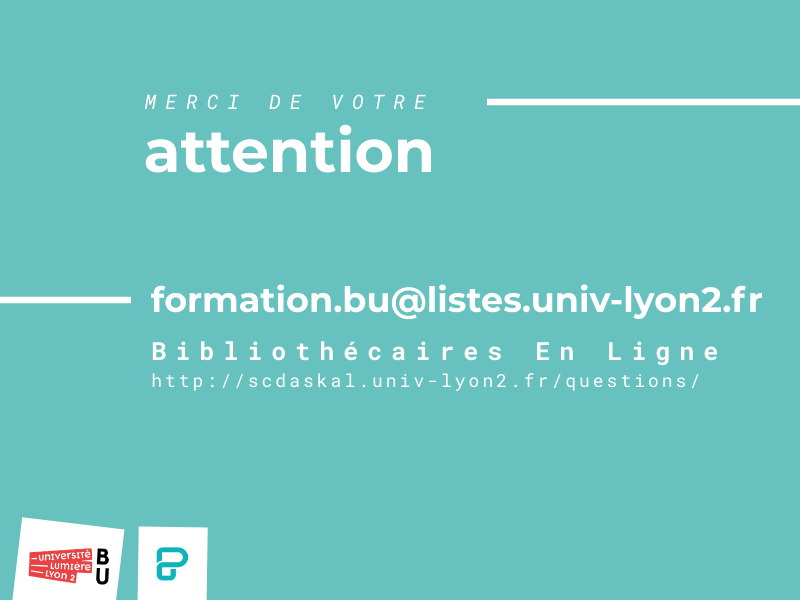 MERCI DE VOTRE
attention
formation.bu@listes.univ-lyon2.fr
Bibliothécaires En Ligne
http://scdaskal.univ-lyon2.fr/questions/
UNIVERSITÉ
LUMIÈRE
LYON 2
BU